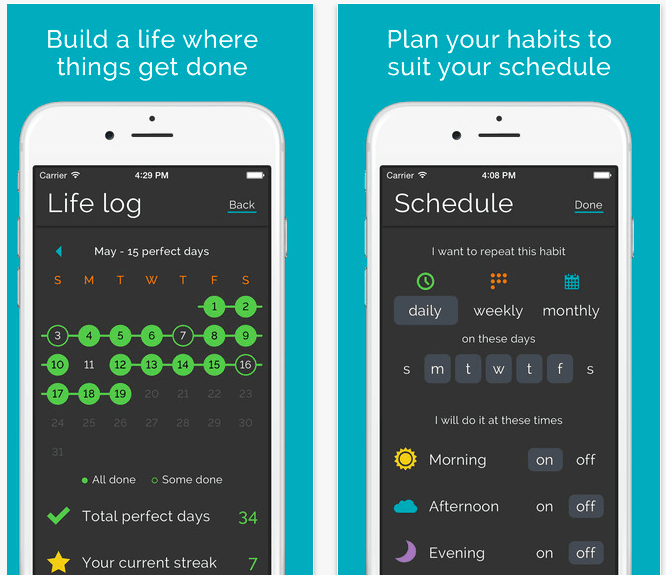 Build a life where
things get done
Carrier 4:29 PM
Life log Back
May - 15 perfect days
S M T W T F S
1 2
3 4 5 6 7 8 9
10 11 12 13 14 15 16
17 18 19 20 21 22 23
24 25 26 27 28 29 30
31
All done Some done
Total perfect days 34
Your current streak 7
Plan your habits to
suit your schedule
Carrier 4:08 PM
Schedule Done
I want to repeat this habit
daily weekly monthly
on these days
s m t w t f s
I will do it at these times
Morning on off
Afternoon on off
Evening on off